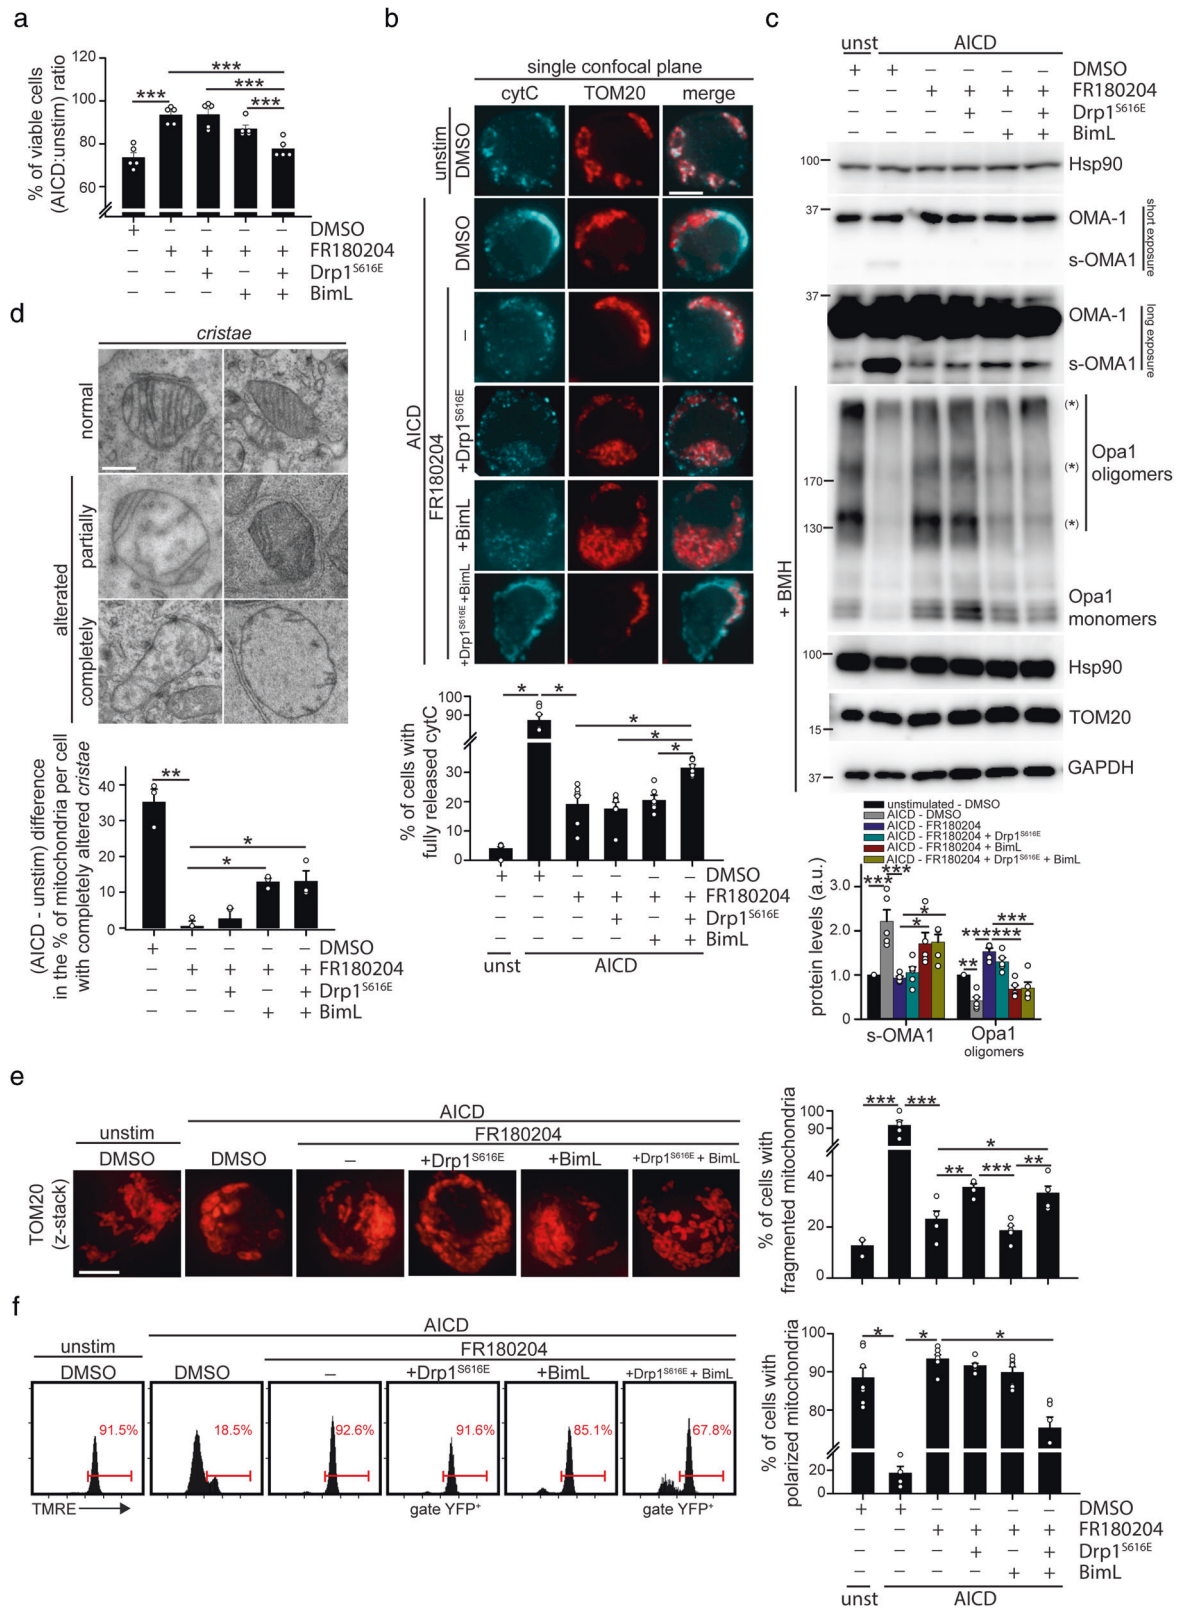 a
% of viable cells
(AICD:unstim) ratio
120
100
80
60
***
***
***
***
+ − − − − DMSO
− + + + + FR180204
− − + − + Drp1S616E
− − − + + BimL
b
single confocal plane
cytC TOM20 merge
unstim
DMSO
AICD
DMSO
FR180204
−
+Drp1S616E
+BimL
+Drp1S616E +BimL
% of cells with
fully released cytC
100
90
30
20
10
0
* *
*
*
*
+ + − − − − DMSO
− − + + + + FR180204
− − − + − + Drp1S616E
− − − − + + BimL
unst AICD
c
unst AICD
+ + − − − − DMSO
− − + + + + FR180204
− − − + − + Drp1S616E
− − − − + + BimL
100 Hsp90
37 OMA-1
s-OMA1
short exposure
37 OMA-1
s-OMA1
long exposure
+ BMH
(*)
(*)
(*)
Opa1
oligomers
170
130
Opa1
monomers
100 Hsp90
TOM20
15
GAPDH
37
unstimulated - DMSO
AICD - DMSO
AICD - FR180204
AICD - FR180204 + Drp1S616E
AICD - FR180204 + BimL
AICD - FR180204 + Drp1S616E + BimL
protein levels (a.u.)
3.0
2.0
1.0
0
***
***
*
*
**
***
***
***
s-OMA1
Opa1
oligomers
d
cristae
normal
alterated
partially
completely
(AICD - unstim) difference
in the % of mitochondria per cell
with completely altered cristae
40
30
20
10
0
**
*
*
+ − − − − DMSO
− + + + + FR180204
− − + − + Drp1S616E
− − − + + BimL
e
AICD
unstim FR180204
DMSO DMSO − +Drp1S616E +BimL +Drp1S616E + BimL
TOM20
(z-stack)
% of cells with
fragmented mitochondria
100
90
40
20
0
*** ***
*
** *** **
f
AICD
unstim FR180204
DMSO DMSO − +Drp1S616E +BimL +Drp1S616E + BimL
91.5% 18.5% 92.6% 91.6% 85.1% 67.8%
TMRE
gate YFP+ gate YFP+
% of cells with
polarized mitochondria
100
90
80
20
0
* * *
+ + − − − − DMSO
− − + + + + FR180204
− − − + − + Drp1S616E
− − − − + + BimL
unst AICD